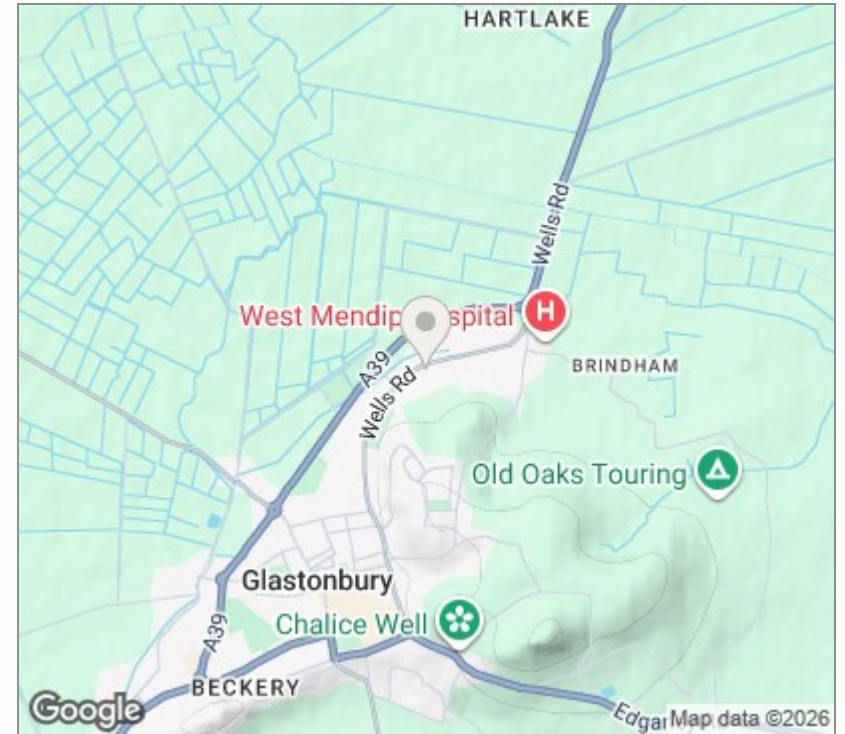 HARTLAKE
Wells Rd
West Mendip
spital
H
BRINDHAM
A39
Wells Rd
Old Oaks Touring
Glastonbury
Chalice Well
A39
BECKERY
Google
Map data ©2026